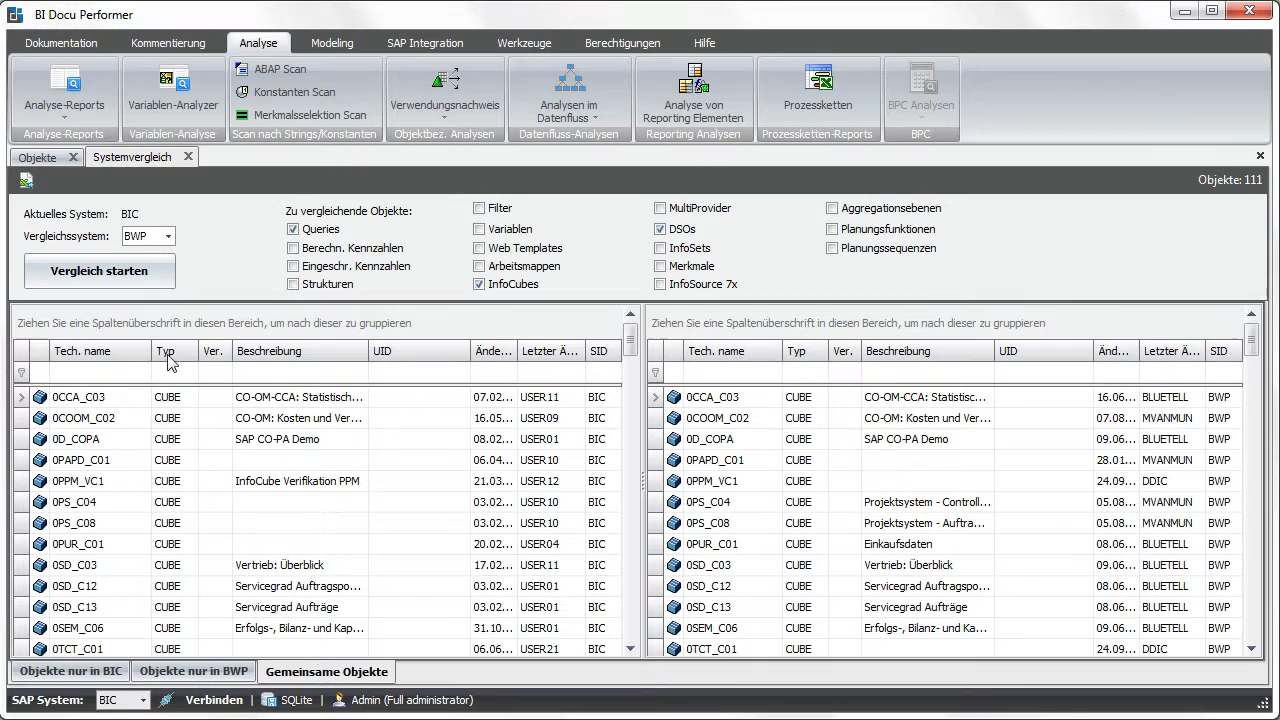 BI Docu Performer
Dokumentation Kommentierung Analyse Modeling SAP Integration Werkzeuge Berechtigungen Hilfe
Analyse-Reports
Variablen-Analyzer
ABAP Scan
Konstanten Scan
Merkmalsselektion Scan
Verwendungsnachweis
Analysen im
Datenfluss
Analyse von
Reporting Elementen
Prozessketten
BPC Analysen
Analyse-Reports Variablen-Analyse Scan nach Strings/Konstanten Objektbez. Analysen Datenfluss-Analysen Reporting Analysen Prozessketten-Reports BPC
Objekte Systemvergleich
Objekte: 111
Aktuelles System: BIC
Vergleichssystem: BWP
Vergleich starten
Zu vergleichende Objekte:
Queries
Berechn. Kennzahlen
Eingeschr. Kennzahlen
Strukturen
Filter
Variablen
Web Templates
Arbeitsmappen
InfoCubes
MultiProvider
DSOs
InfoSets
Merkmale
InfoSource 7x
Aggregationsebenen
Planungsfunktionen
Planungssequenzen
Ziehen Sie eine Spaltenüberschrift in diesen Bereich, um nach dieser zu gruppieren
Tech. name Typ Ver. Beschreibung UID Ände... Letzter Ä... SID
0CCA_C03 CUBE CO-OM-CCA: Statistisch... 07.02... USER11 BIC
0COOM_C02 CUBE CO-OM: Kosten und Ver... 16.05... USER09 BIC
0D_COPA CUBE SAP CO-PA Demo 08.02... USER01 BIC
0PAPD_C01 CUBE 06.04... USER10 BIC
0PPM_VC1 CUBE InfoCube Verifikation PPM 21.03... USER12 BIC
0PS_C04 CUBE 03.02... USER10 BIC
0PS_C08 CUBE 03.02... USER10 BIC
0PUR_C01 CUBE 20.02... USER04 BIC
0SD_C03 CUBE Vertrieb: Überblick 17.02... USER11 BIC
0SD_C12 CUBE Servicegrad Auftragspo... 03.02... USER01 BIC
0SD_C13 CUBE Servicegrad Aufträge 03.02... USER01 BIC
0SEM_C06 CUBE Erfolgs-, Bilanz- und Kap... 31.10... USER01 BIC
0TCT_C01 CUBE 06.06... USER21 BIC
Ziehen Sie eine Spaltenüberschrift in diesen Bereich, um nach dieser zu gruppieren
Tech. name Typ Ver. Beschreibung UID Änd... Letzter Ä... SID
0CCA_C03 CUBE CO-OM-CCA: Statistisc... 16.06... BLUETELL BWP
0COOM_C02 CUBE CO-OM: Kosten und Ve... 07.08... MVANMUN BWP
0D_COPA CUBE SAP CO-PA Demo 09.06... BLUETELL BWP
0PAPD_C01 CUBE 28.01... MVANMUN BWP
0PPM_VC1 CUBE 24.09... DDIC BWP
0PS_C04 CUBE Projektsystem - Controll... 05.08... MVANMUN BWP
0PS_C08 CUBE Projektsystem - Auftra... 05.08... MVANMUN BWP
0PUR_C01 CUBE Einkaufsdaten 08.06... BLUETELL BWP
0SD_C03 CUBE Vertrieb: Überblick 09.06... BLUETELL BWP
0SD_C12 CUBE Servicegrad Auftragsp... 08.06... BLUETELL BWP
0SD_C13 CUBE Servicegrad Aufträge 08.06... BLUETELL BWP
0SEM_C06 CUBE Erfolgs-, Bilanz- und Ka... 09.06... BLUETELL BWP
0TCT_C01 CUBE 24.09... DDIC BWP
Objekte nur in BIC Objekte nur in BWP Gemeinsame Objekte
SAP System: BIC Verbinden | SQLite | Admin (Full administrator)